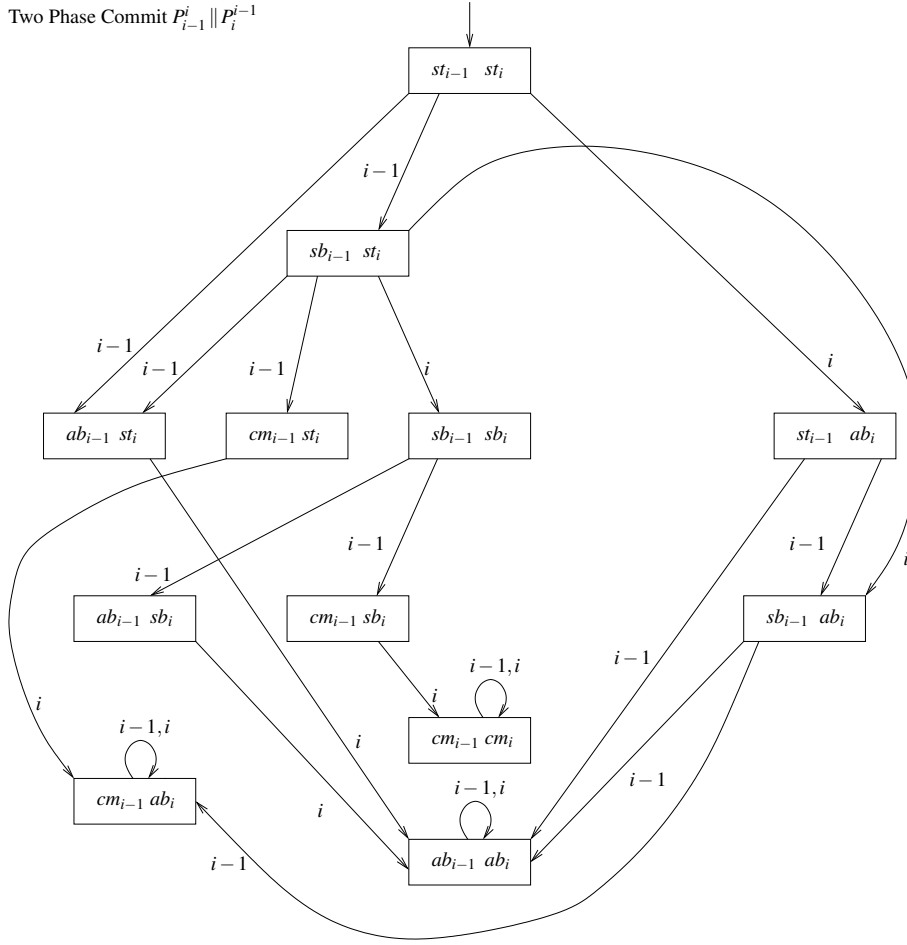 Two Phase Commit $P_{i-1}^{i} \| P_{i}^{i-1}$
$st_{i-1}$ $st_i$
$i-1$
$sb_{i-1}$ $st_i$
$i-1$
$i-1$
$i-1$
$i$
$i$
$ab_{i-1}$ $st_i$
$cm_{i-1}$ $st_i$
$sb_{i-1}$ $sb_i$
$st_{i-1}$ $ab_i$
$i-1$
$i-1$
$i-1$
$i$
$ab_{i-1}$ $sb_i$
$cm_{i-1}$ $sb_i$
$sb_{i-1}$ $ab_i$
$i-1$
$i-1,i$
$i$
$i$
$cm_{i-1}$ $cm_i$
$i-1,i$
$i$
$i-1$
$i-1,i$
$cm_{i-1}$ $ab_i$
$i$
$ab_{i-1}$ $ab_i$
$i-1$